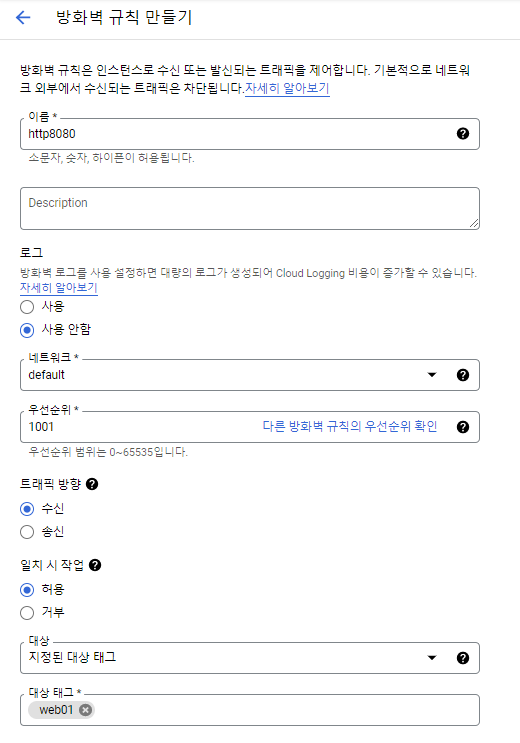 방화벽 규칙 만들기
방화벽 규칙은 인스턴스로 수신 또는 발신되는 트래픽을 제어합니다. 기본적으로 네트워
크 외부에서 수신되는 트래픽은 차단됩니다.자세히 알아보기
이름 *
http8080
소문자, 숫자, 하이픈이 허용됩니다.
Description
로그
방화벽 로그를 사용 설정하면 대량의 로그가 생성되어 Cloud Logging 비용이 증가할 수 있습니다.
자세히 알아보기
사용
사용 안함
네트워크 *
default
우선순위 *
1001 다른 방화벽 규칙의 우선순위 확인
우선순위 범위는 0~65535입니다.
트래픽 방향
수신
송신
일치 시 작업
허용
거부
대상
지정된 대상 태그
대상 태그 *
web01